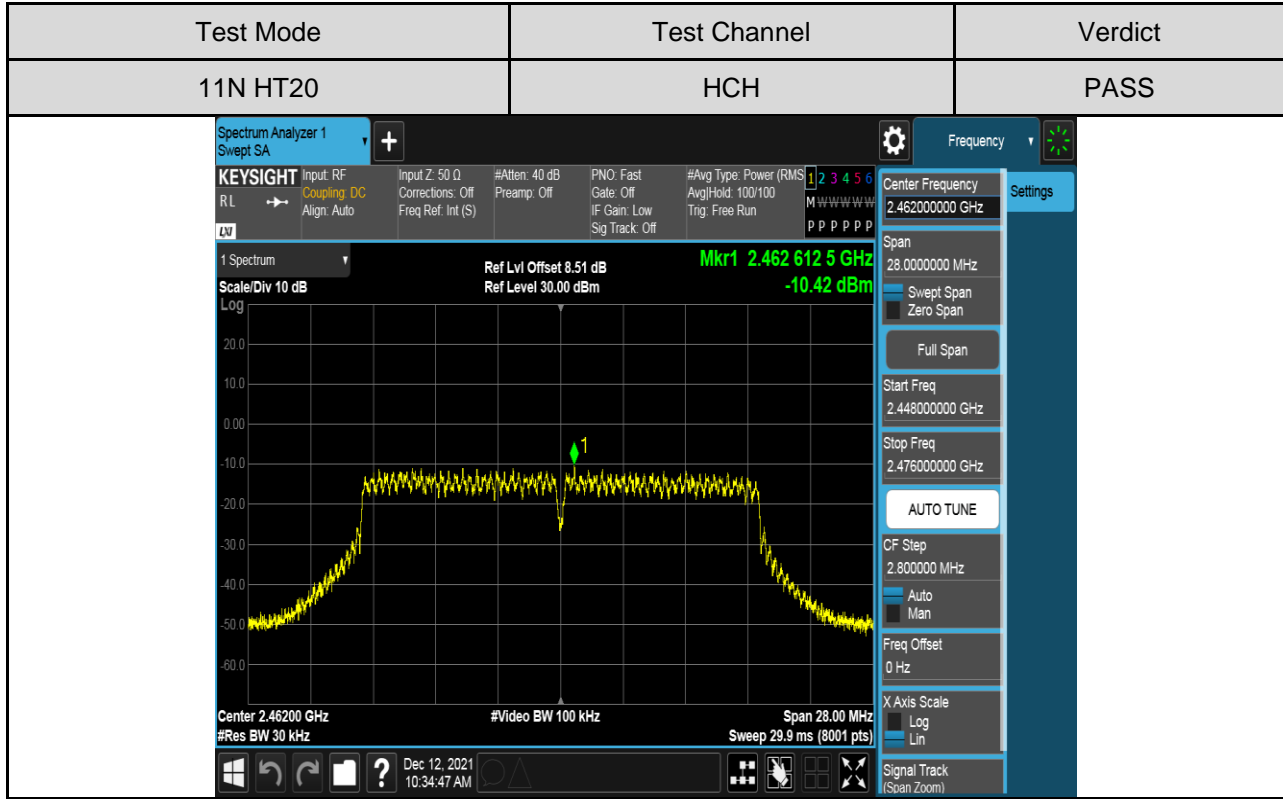 Test Mode Test Channel Verdict
11N HT20 HCH PASS
Spectrum Analyzer 1
Swept SA
+
Frequency
KEYSIGHT Input: RF Input Z: 50 Ω #Atten: 40 dB PNO: Fast #Avg Type: Power (RMS 1 2 3 4 5 6
RL Coupling: DC Corrections: Off Preamp: Off Gate: Off Avg|Hold: 100/100 M W W W W W
Align: Auto Freq Ref: Int (S) IF Gain: Low Trig: Free Run
LXI Sig Track: Off P P P P P P
1 Spectrum
Scale/Div 10 dB
Ref Lvl Offset 8.51 dB
Ref Level 30.00 dBm
Mkr1 2.462 612 5 GHz
-10.42 dBm
Log
20.0
10.0
0.00
-10.0
-20.0
-30.0
-40.0
-50.0
-60.0
1
Center 2.46200 GHz #Video BW 100 kHz Span 28.00 MHz
#Res BW 30 kHz Sweep 29.9 ms (8001 pts)
Center Frequency
2.462000000 GHz
Settings
Span
28.0000000 MHz
Swept Span
Zero Span
Full Span
Start Freq
2.448000000 GHz
Stop Freq
2.476000000 GHz
AUTO TUNE
CF Step
2.800000 MHz
Auto
Man
Freq Offset
0 Hz
X Axis Scale
Log
Lin
Signal Track
(Span Zoom)
?
Dec 12, 2021
10:34:47 AM